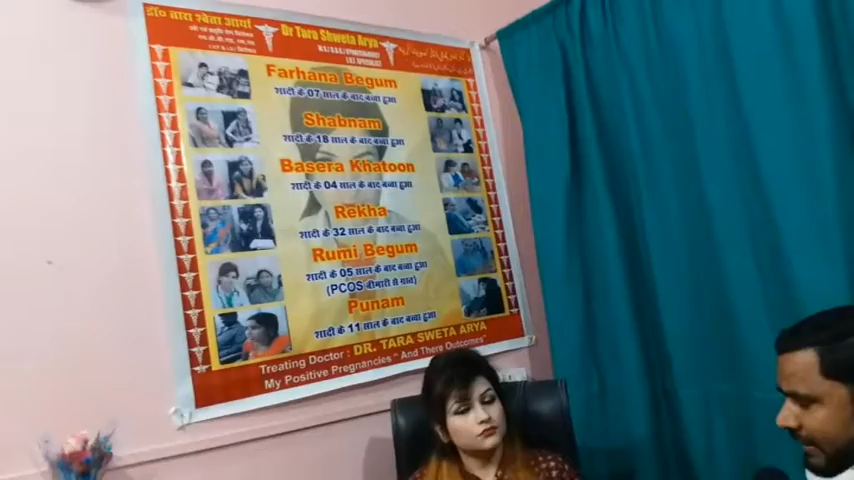 डॉ० तारा श्वेता आर्या
Dr Tara Shweta Arya
Farhana Begum
शादी के 07 साल के बाद बच्चा हुआ
Shabnam
शादी के 18 साल के बाद बच्चा हुआ
Basera Khatoon
शादी के 04 साल के बाद बच्चा हुआ
Rekha
शादी के 32 साल के बाद बच्चा हुआ
Rumi Begum
शादी के 05 साल के बाद बच्चा हुआ
(PCOS बीमारी से ग्रस्त)
Punam
शादी के 11 साल के बाद बच्चा हुआ
Treating Doctor: DR. TARA SWETA ARYA
My Positive Pregnancies "And There Outcomes"